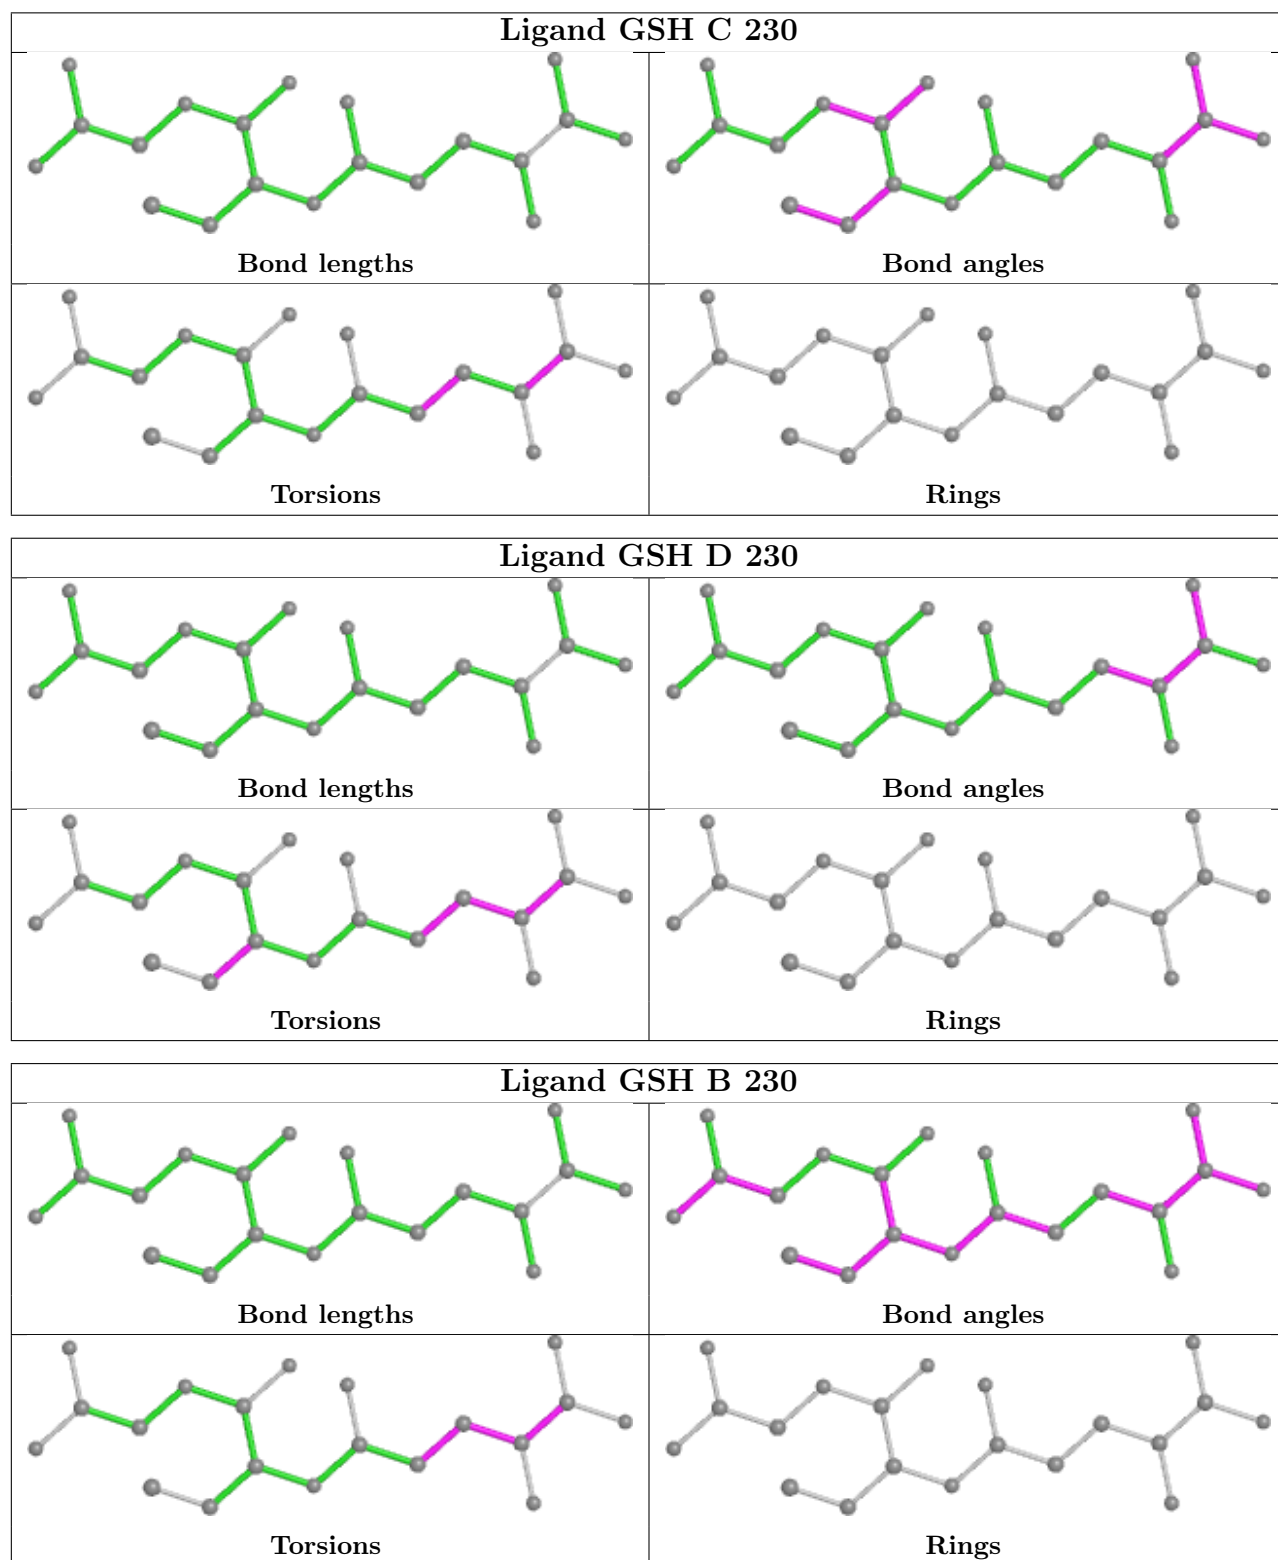 Ligand GSH C 230
Bond lengths
Bond angles
Torsions
Rings
Ligand GSH D 230
Bond lengths
Bond angles
Torsions
Rings
Ligand GSH B 230
Bond lengths
Bond angles
Torsions
Rings